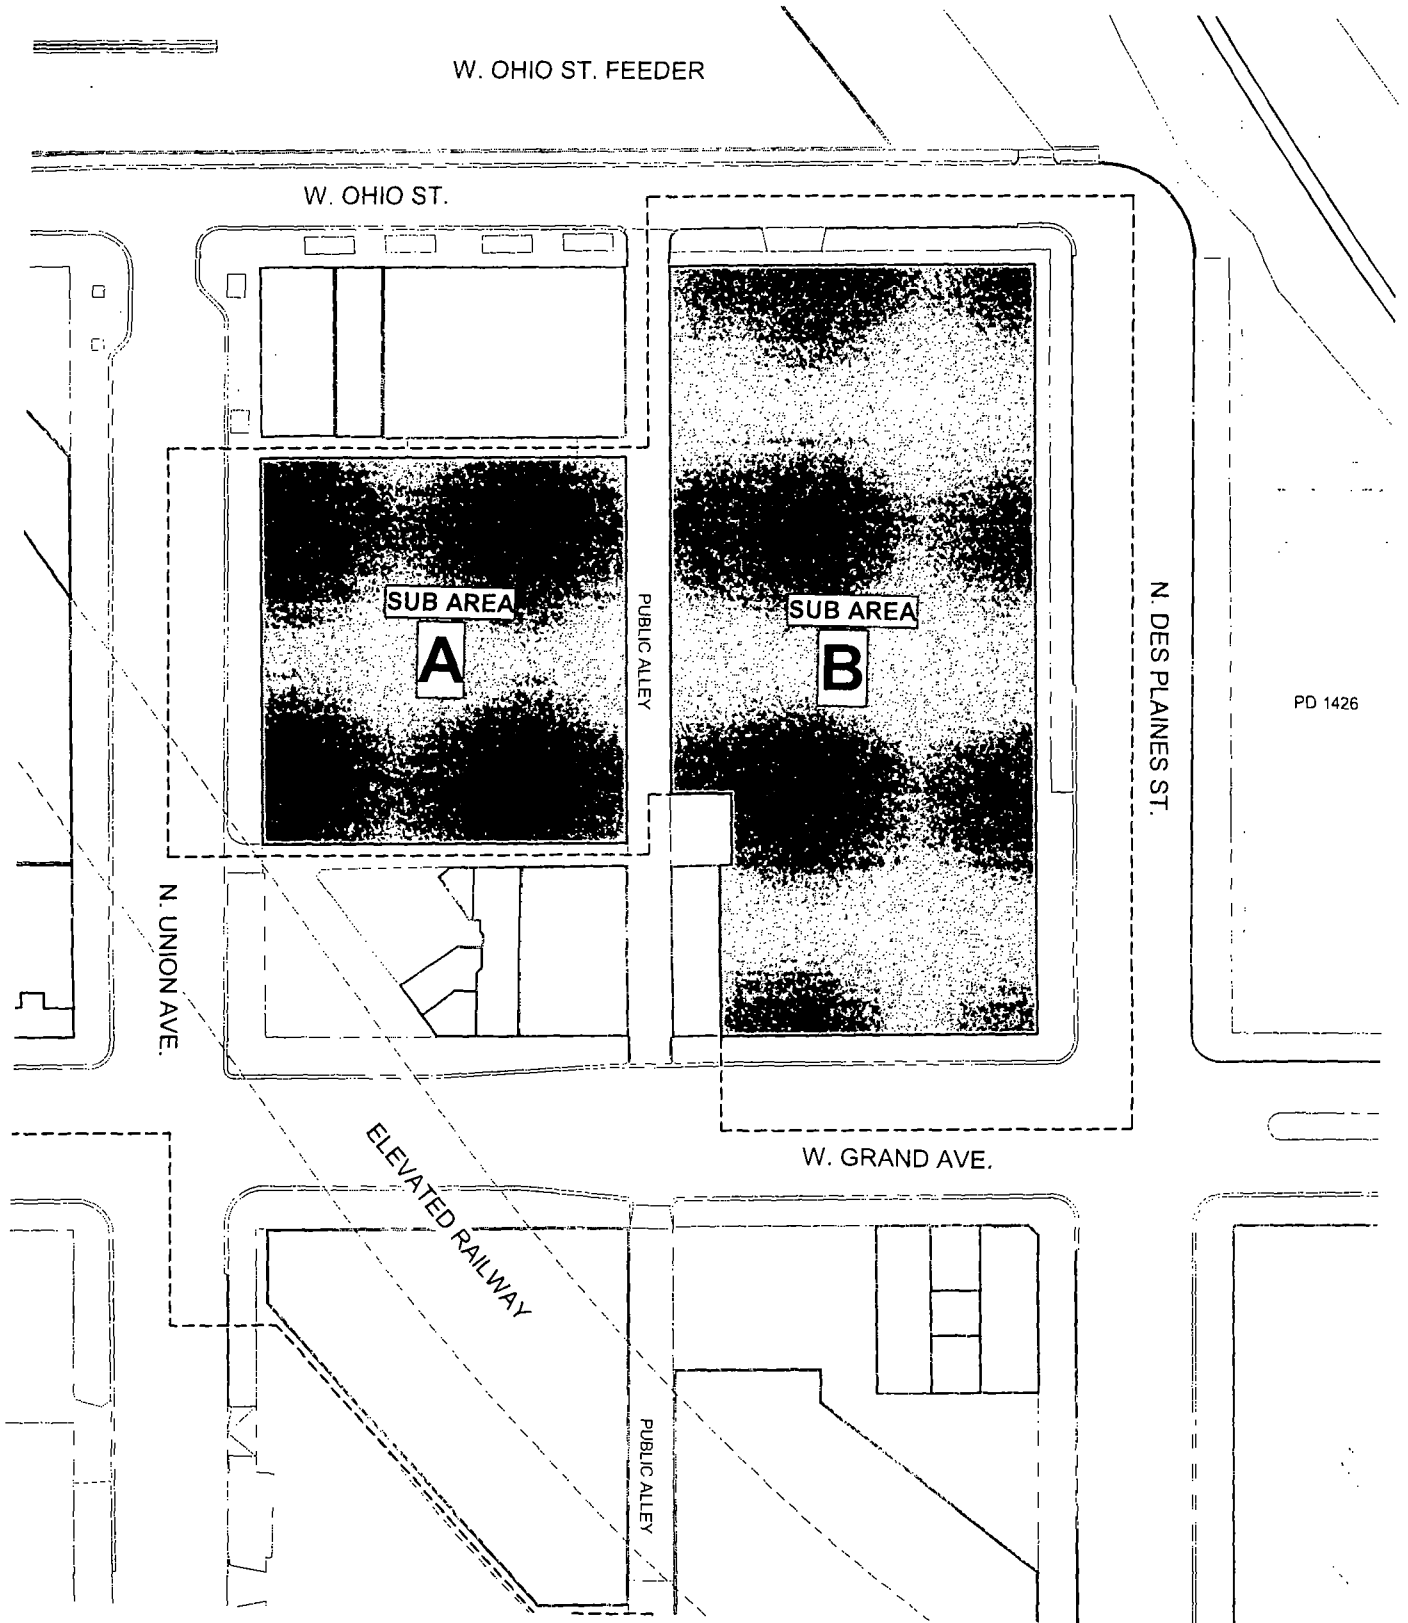 W. OHIO ST. FEEDER
W. OHIO ST.
SUB AREA
A
PUBLIC ALLEY
SUB AREA
B
N. DES PLAINES ST.
PD 1426
N. UNION AVE.
ELEVATED RAILWAY
W. GRAND AVE.
PUBLIC ALLEY